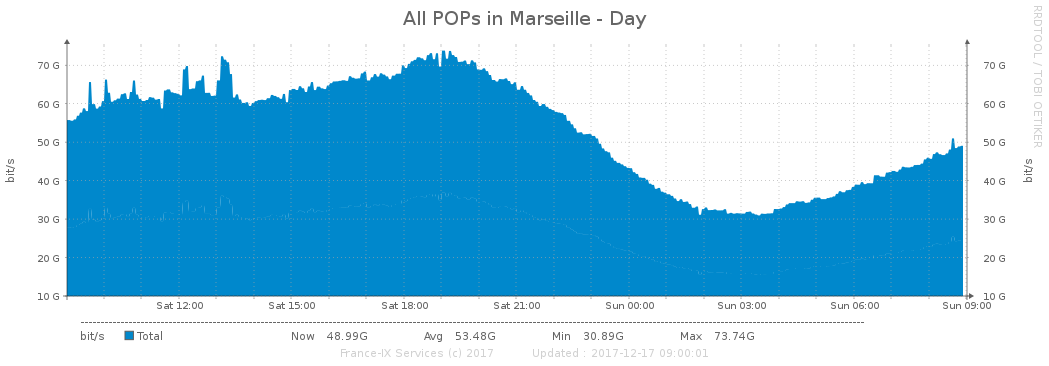 All POPs in Marseille - Day
RRDTOOL / TOBI OETIKER
bit/s
70 G 70 G
60 G 60 G
50 G 50 G
40 G 40 G
30 G 30 G
20 G 20 G
10 G 10 G
bit/s
Sat 12:00 Sat 15:00 Sat 18:00 Sat 21:00 Sun 00:00 Sun 03:00 Sun 06:00 Sun 09:00
bit/s Total Now 48.99G Avg 53.48G Min 30.89G Max 73.74G
France-IX Services (c) 2017 Updated : 2017-12-17 09:00:01